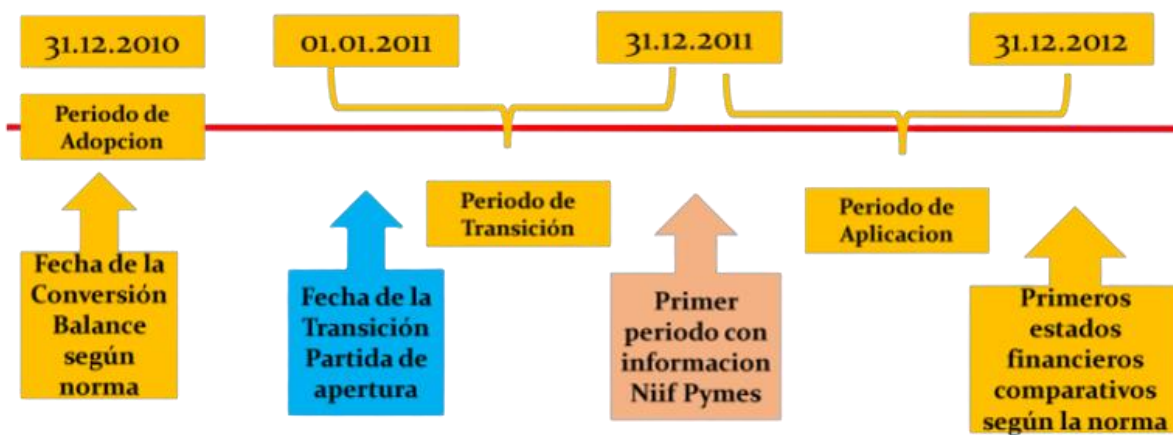 31.12.2010
01.01.2011
31.12.2011
31.12.2012
Periodo de
Adopcion
Periodo de
Transición
Periodo de
Aplicacion
Fecha de la
Conversión
Balance
según
norma
Fecha de la
Transición
Partida de
apertura
Primer
periodo con
informacion
Niif Pymes
Primeros
estados
financieros
comparativos
según la norma